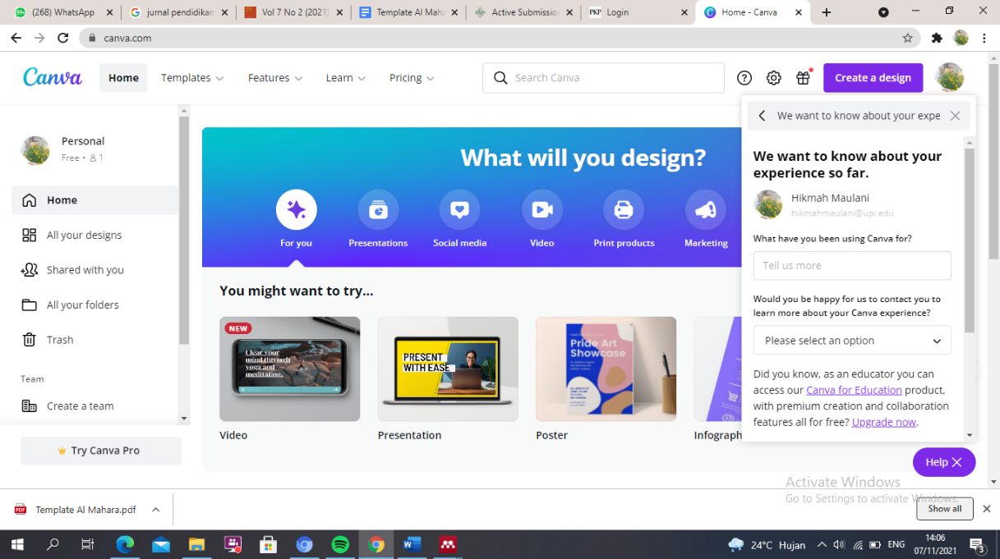 (268) WhatsApp
jurnal pendidikan
Vol 7 No 2 (2021)
Template Al Maha
Active Submission
PKP Login
Home - Canva
canva.com
Canva
Home
Templates
Features
Learn
Pricing
Search Canva
Create a design
Personal
Free • 1
Home
All your designs
Shared with you
All your folders
Trash
Team
Create a team
Try Canva Pro
What will you design?
For you
Presentations
Social media
Video
Print products
Marketing
You might want to try...
NEW
Clear your
mind through
yoga and
meditation.
Video
PRESENT
WITH EASE
Presentation
Pride Art
Showcase
Poster
Infograph
We want to know about your expe
We want to know about your
experience so far.
Hikmah Maulani
hikmahmaulani@upi.edu
What have you been using Canva for?
Tell us more
Would you be happy for us to contact you to
learn more about your Canva experience?
Please select an option
Did you know, as an educator you can
access our Canva for Education product,
with premium creation and collaboration
features all for free? Upgrade now.
Help
Activate Windows
Go to Settings to activate Windows.
Template Al Mahara.pdf
Show all
24°C Hujan
ENG
14:06
07/11/2021
3